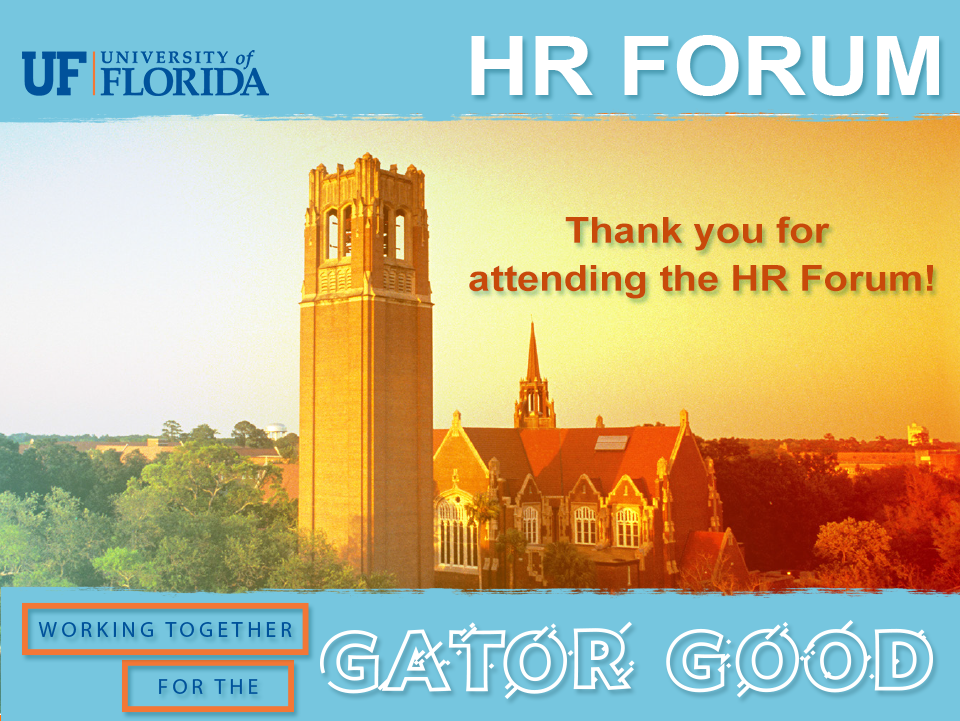 UF | UNIVERSITY of
FLORIDA
HR FORUM
Thank you for
attending the HR Forum!
WORKING TOGETHER
FOR THE
GATOR GOOD